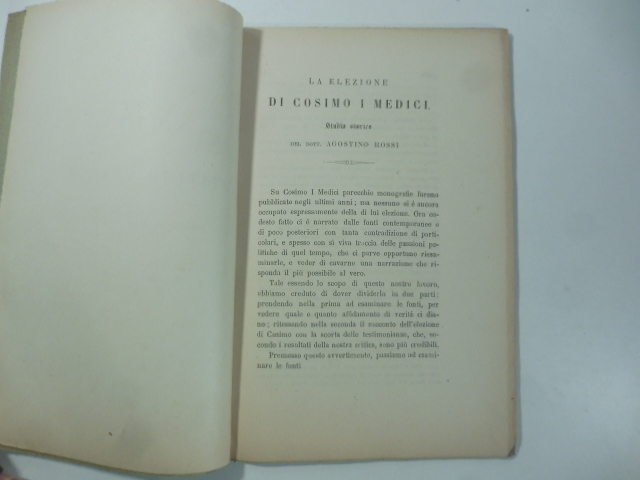 LA ELEZIONE
DI COSIMO I MEDICI.
Studio storico
DEL DOTT. AGOSTINO ROSSI
Su Cosimo I Medici parecchie monografie furono
pubblicate negli ultimi anni; ma nessuno si è ancora
occupato espressamente della di lui elezione. Ora co-
desto fatto ci è narrato dalle fonti contemporanee o
di poco posteriori con tanta contradizione di parti-
colari, e spesso con sì viva traccia delle passioni po-
litiche di quel tempo, che ci parve opportuno riesa-
minarle, e veder di cavarne una narrazione che ri-
sponda il più possibile al vero.
Tale essendo lo scopo di questo nostro lavoro,
abbiamo creduto di dover dividerlo in due parti:
prendendo nella prima ad esaminare le fonti, per
vedere quale e quanto affidamento di verità ci dia-
no; ritessendo nella seconda il racconto dell'elezione
di Cosimo con la scorta delle testimonianze, che, se-
condo i resultati della nostra critica, sono più credibili.
Premesso questo avvertimento, passiamo ad esami-
nare le fonti